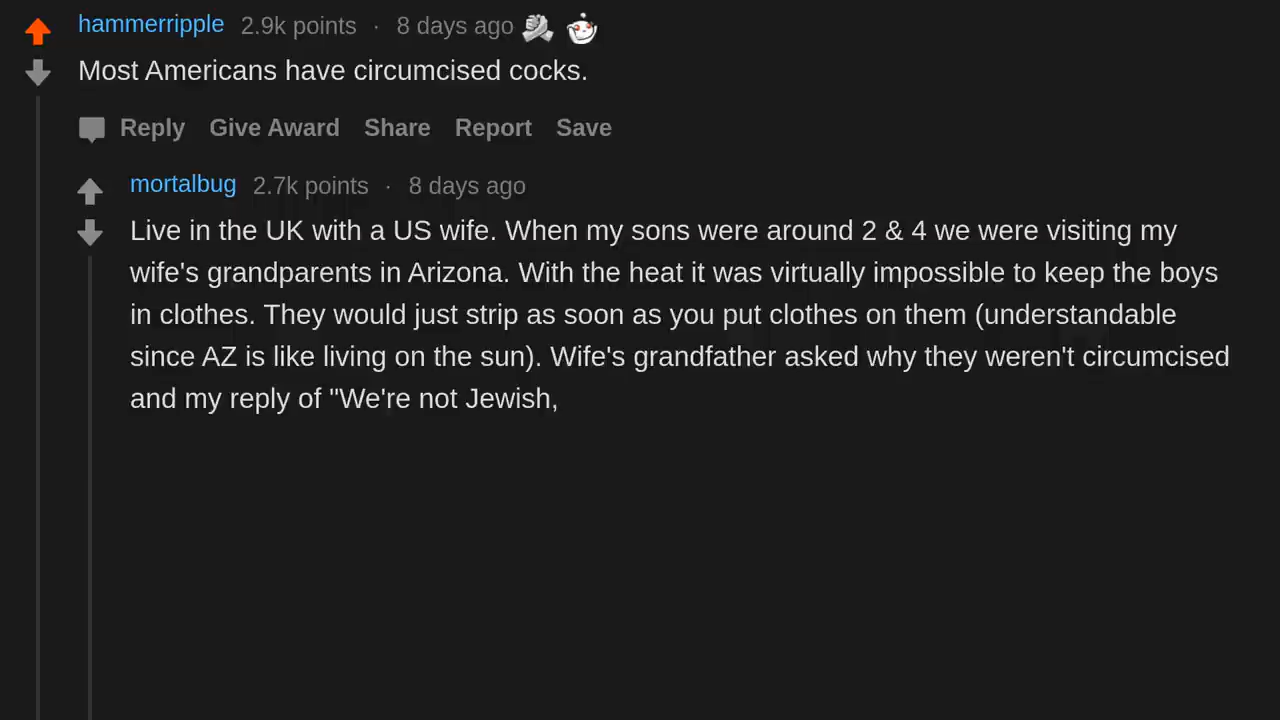 hammerripple 2.9k points · 8 days ago
Most Americans have circumcised cocks.
Reply Give Award Share Report Save
mortalbug 2.7k points · 8 days ago
Live in the UK with a US wife. When my sons were around 2 & 4 we were visiting my
wife's grandparents in Arizona. With the heat it was virtually impossible to keep the boys
in clothes. They would just strip as soon as you put clothes on them (understandable
since AZ is like living on the sun). Wife's grandfather asked why they weren't circumcised
and my reply of "We're not Jewish,